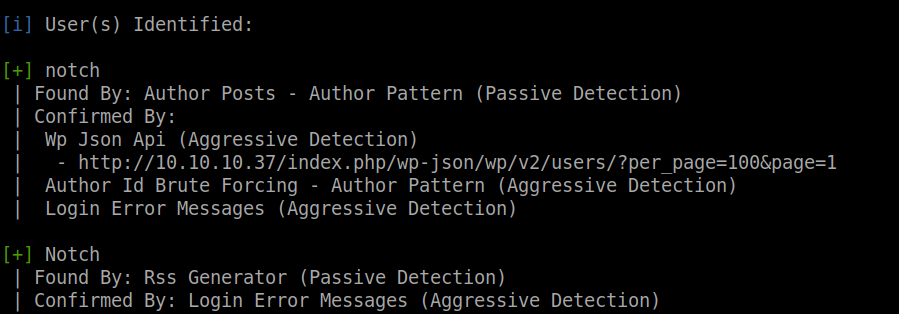 [i] User(s) Identified:
[+] notch
| Found By: Author Posts - Author Pattern (Passive Detection)
| Confirmed By:
|  Wp Json Api (Aggressive Detection)
|   - http://10.10.10.37/index.php/wp-json/wp/v2/users/?per_page=100&page=1
|  Author Id Brute Forcing - Author Pattern (Aggressive Detection)
|  Login Error Messages (Aggressive Detection)
[+] Notch
| Found By: Rss Generator (Passive Detection)
| Confirmed By: Login Error Messages (Aggressive Detection)